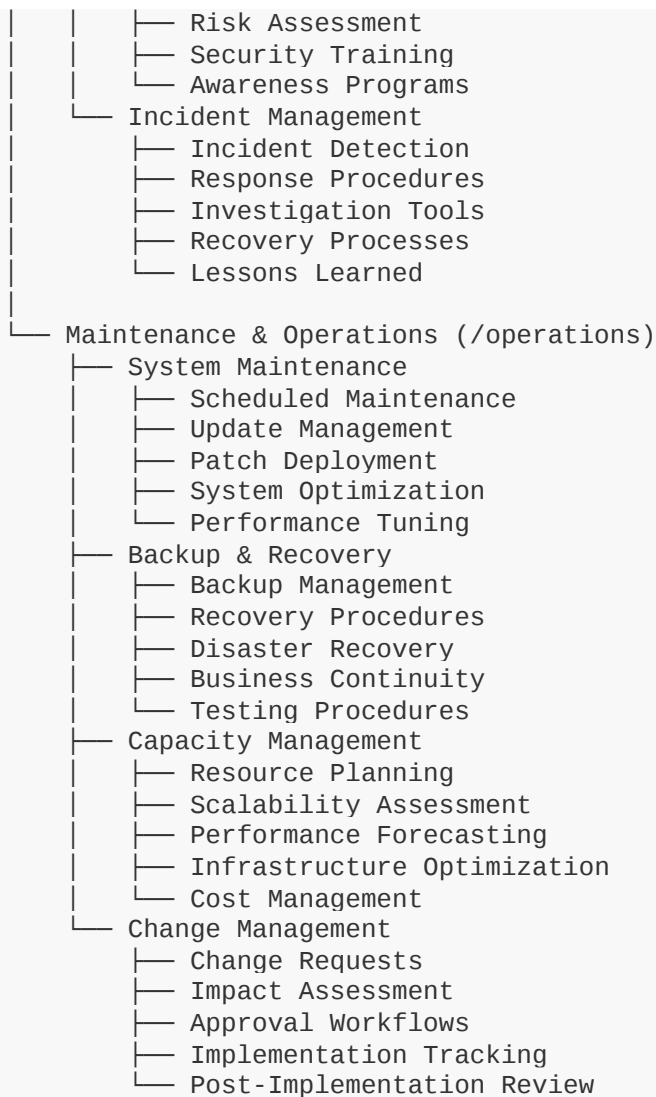 │   │   ├── Risk Assessment
│   │   ├── Security Training
│   │   └── Awareness Programs
│   └── Incident Management
│       ├── Incident Detection
│       ├── Response Procedures
│       ├── Investigation Tools
│       ├── Recovery Processes
│       └── Lessons Learned
│
└── Maintenance & Operations (/operations)
    ├── System Maintenance
    │   ├── Scheduled Maintenance
    │   ├── Update Management
    │   ├── Patch Deployment
    │   ├── System Optimization
    │   └── Performance Tuning
    ├── Backup & Recovery
    │   ├── Backup Management
    │   ├── Recovery Procedures
    │   ├── Disaster Recovery
    │   ├── Business Continuity
    │   └── Testing Procedures
    ├── Capacity Management
    │   ├── Resource Planning
    │   ├── Scalability Assessment
    │   ├── Performance Forecasting
    │   ├── Infrastructure Optimization
    │   └── Cost Management
    └── Change Management
        ├── Change Requests
        ├── Impact Assessment
        ├── Approval Workflows
        ├── Implementation Tracking
        └── Post-Implementation Review